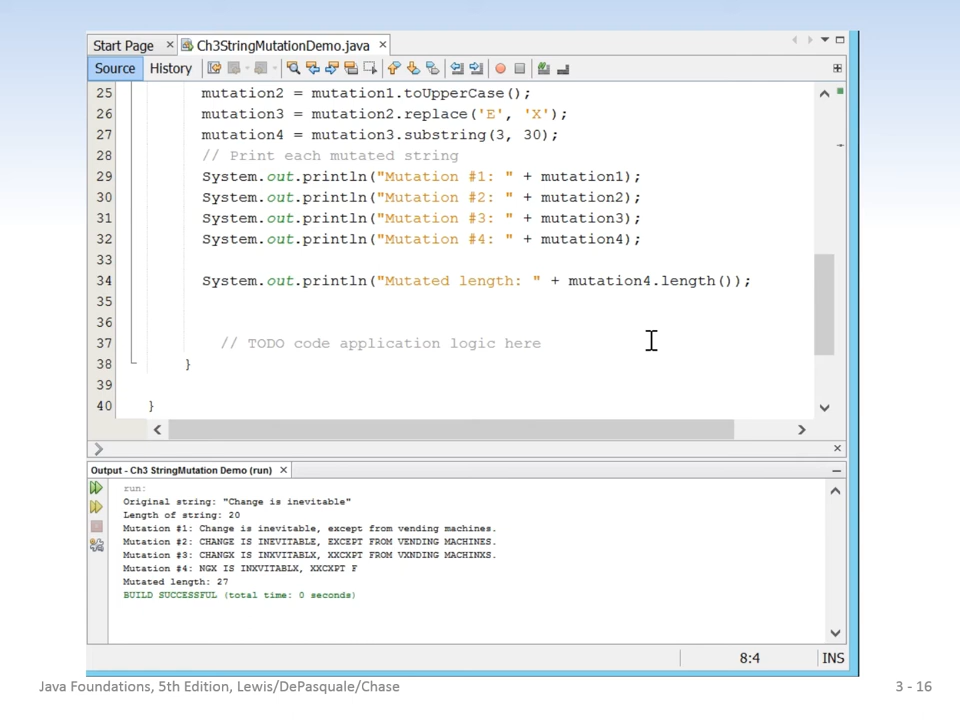 Start Page Ch3StringMutationDemo.java
Source History
25 mutation2 = mutation1.toUpperCase();
26 mutation3 = mutation2.replace('E', 'X');
27 mutation4 = mutation3.substring(3, 30);
28 // Print each mutated string
29 System.out.println("Mutation #1: " + mutation1);
30 System.out.println("Mutation #2: " + mutation2);
31 System.out.println("Mutation #3: " + mutation3);
32 System.out.println("Mutation #4: " + mutation4);
33
34 System.out.println("Mutated length: " + mutation4.length());
35
36
37 // TODO code application logic here
38 }
39
40 }
Output - Ch3 StringMutation Demo (run)
run:
Original string: "Change is inevitable"
Length of string: 20
Mutation #1: Change is inevitable, except from vending machines.
Mutation #2: CHANGE IS INEVITABLE, EXCEPT FROM VENDING MACHINES.
Mutation #3: CHANGX IS INXVITABLX, XXCXPT FROM VXNDING MACHINXS.
Mutation #4: NGX IS INXVITABLX, XXCXPT F
Mutated length: 27
BUILD SUCCESSFUL (total time: 0 seconds)
8:4 INS
Java Foundations, 5th Edition, Lewis/DePasquale/Chase 3 - 16